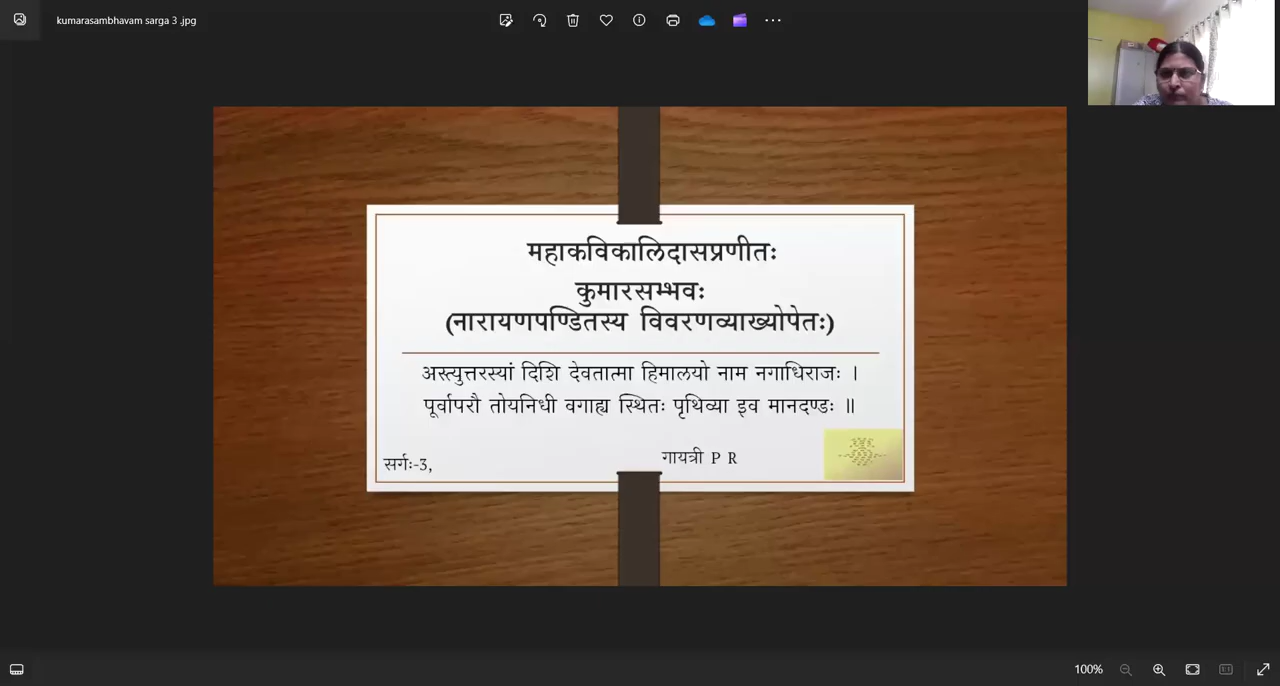 kumarasambhavam sarga 3 .jpg
महाकविकालिदासप्रणीतः
कुमारसम्भवः
(नारायणपण्डितस्य विवरणव्याख्योपेतः)
अस्त्युत्तरस्यां दिशि देवतात्मा हिमालयो नाम नगाधिराजः ।
पूर्वापरौ तोयनिधी वगाह्य स्थितः पृथिव्या इव मानदण्डः ॥
सर्गः-3,
गायत्री P R
100%